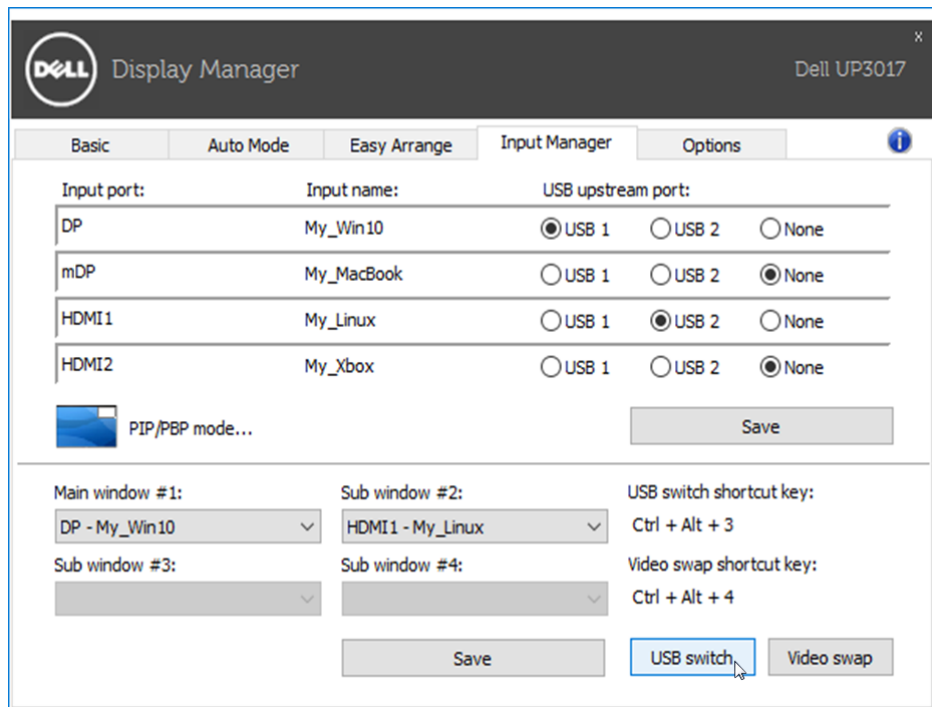 x
DELL Display Manager Dell UP3017
Basic Auto Mode Easy Arrange Input Manager Options i
Input port: Input name: USB upstream port:
DP My_Win10 USB 1 USB 2 None
mDP My_MacBook USB 1 USB 2 None
HDMI1 My_Linux USB 1 USB 2 None
HDMI2 My_Xbox USB 1 USB 2 None
PIP/PBP mode... Save
Main window #1: Sub window #2: USB switch shortcut key:
DP - My_Win10 HDMI1 - My_Linux Ctrl + Alt + 3
Sub window #3: Sub window #4: Video swap shortcut key:
Ctrl + Alt + 4
Save USB switch Video swap